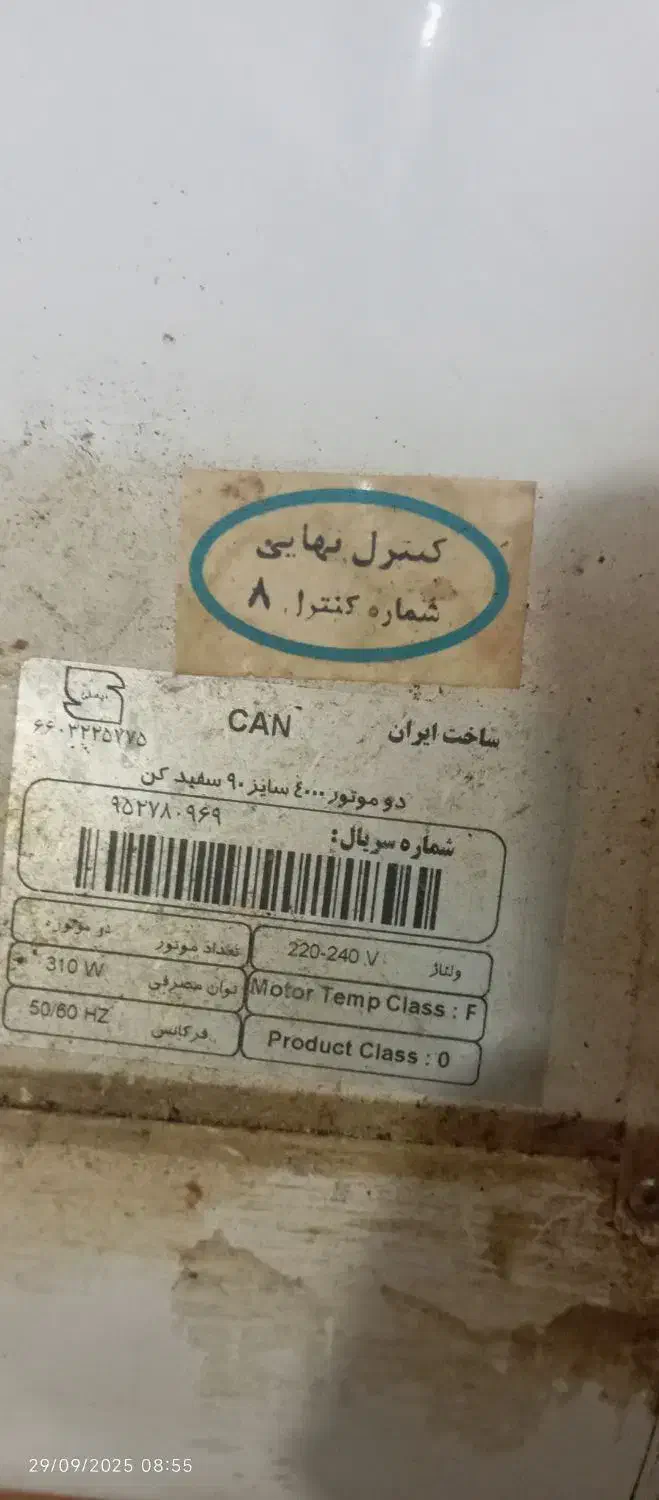 کنترل نهایی
شماره کنترل ۸
ساخت ایران
CAN
۶۶۰۳۲۲۵۷۷۵
دو موتور ٤۰۰۰ سایز ۹۰ سفید کن
شماره سریال:
۹۵۲۷۸۰۹۶۹
ولتاژ 220-240 V
تعداد موتور دو موتوره
Motor Temp Class : F
توان مصرفی 310 W
Product Class : 0
فرکانس 50/60 HZ
29/09/2025 08:55